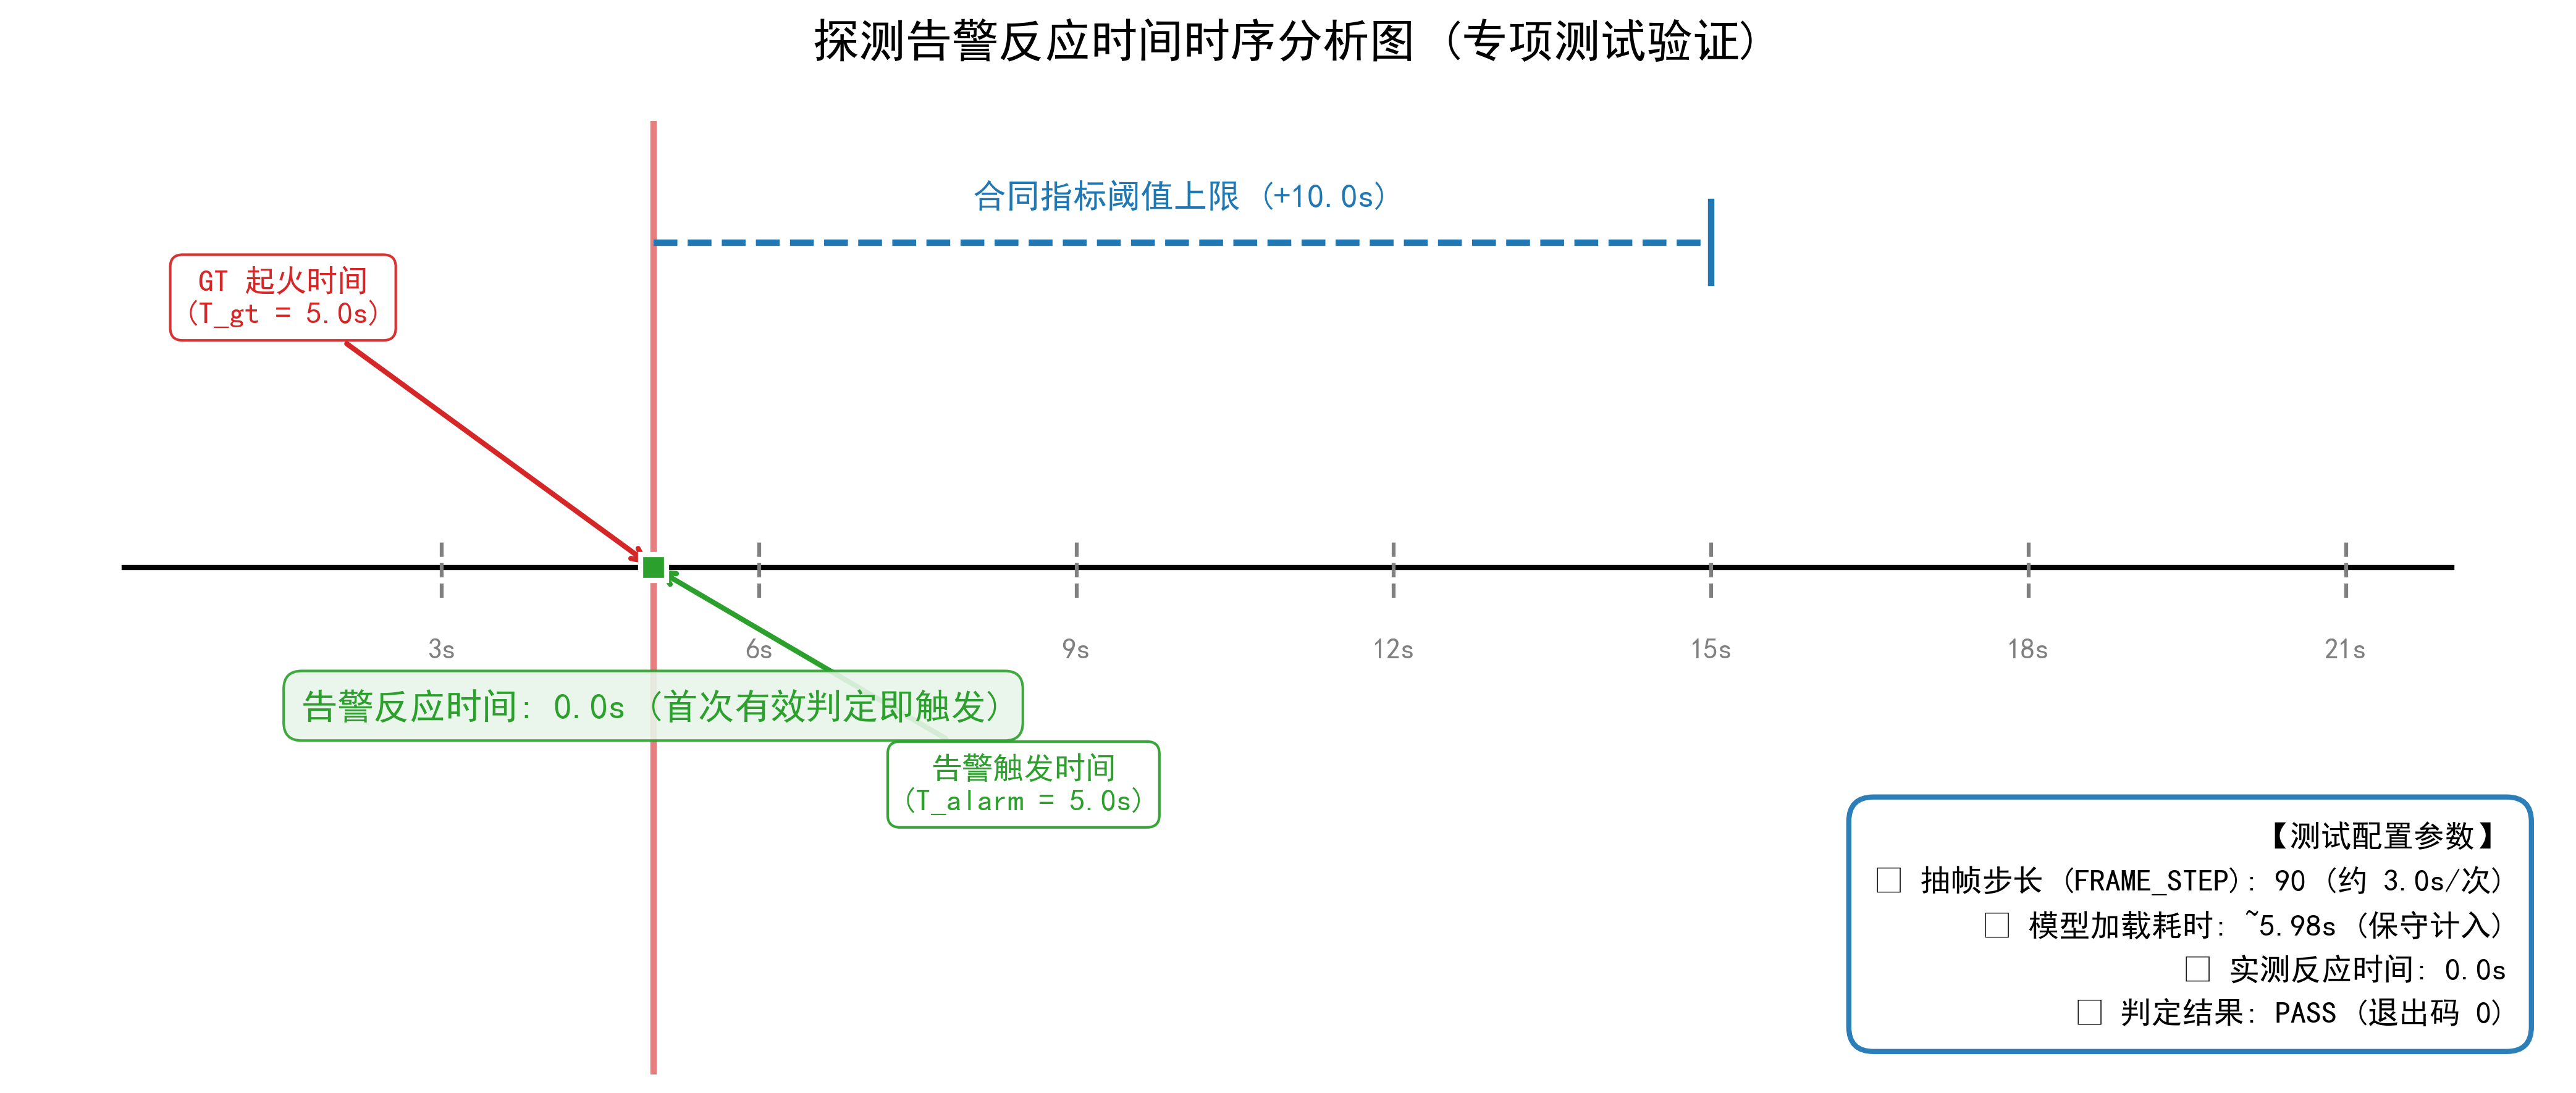 探测告警反应时间时序分析图 (专项测试验证)
合同指标阈值上限 (+10.0s)
GT 起火时间
(T_gt = 5.0s)
3s
6s
9s
12s
15s
18s
21s
告警反应时间: 0.0s (首次有效判定即触发)
告警触发时间
(T_alarm = 5.0s)
【测试配置参数】
□ 抽帧步长 (FRAME_STEP): 90 (约 3.0s/次)
□ 模型加载耗时: ~5.98s (保守计入)
□ 实测反应时间: 0.0s
□ 判定结果: PASS (退出码 0)